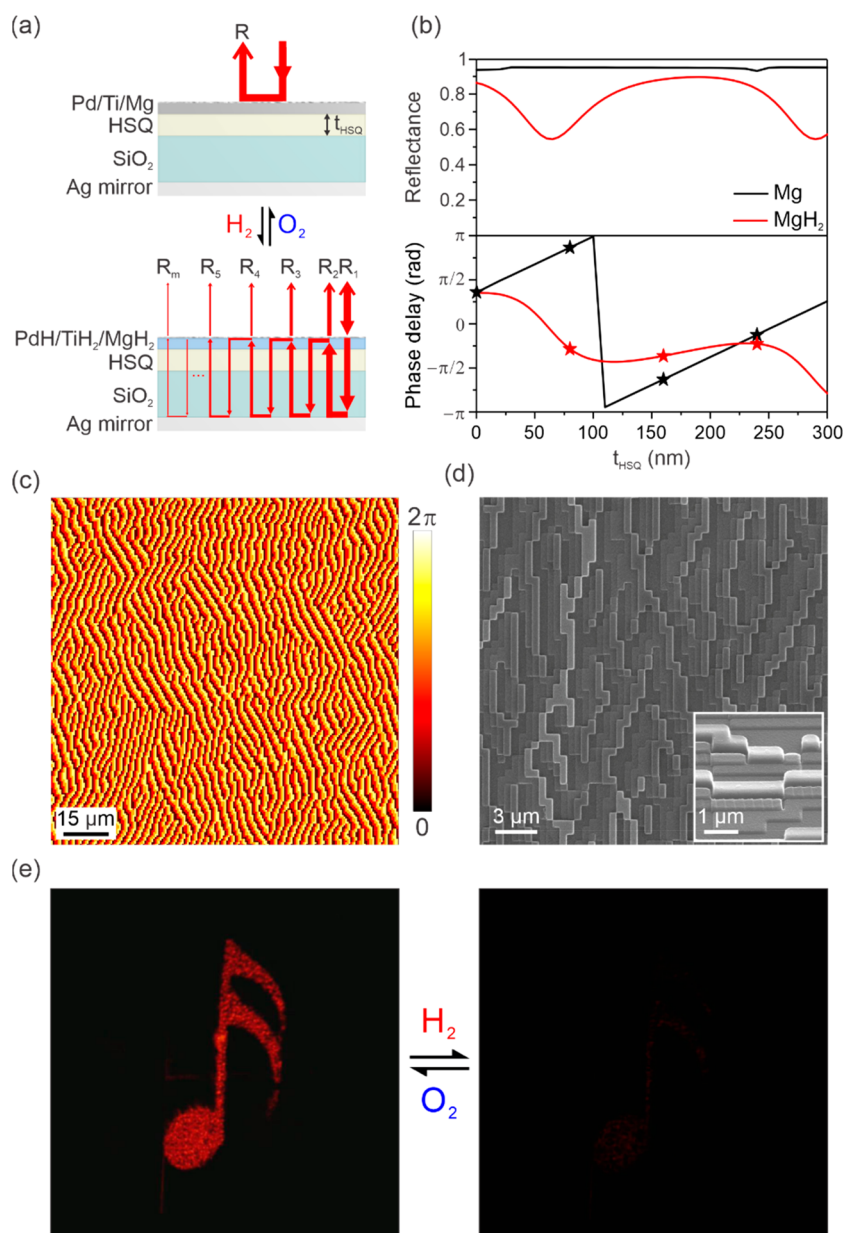 (a)
R
Pd/Ti/Mg
HSQ
t_HSQ
SiO₂
Ag mirror
H₂ O₂
R_m R₅ R₄ R₃ R₂ R₁
PdH/TiH₂/MgH₂
HSQ
...
SiO₂
Ag mirror
(b)
1
0.8
0.6
0.4
0.2
Reflectance
Mg
MgH₂
π
π/2
0
−π/2
−π
Phase delay (rad)
0 50 100 150 200 250 300
t_HSQ (nm)
(c)
2π
0
15 μm
(d)
3 μm
1 μm
(e)
H₂
O₂